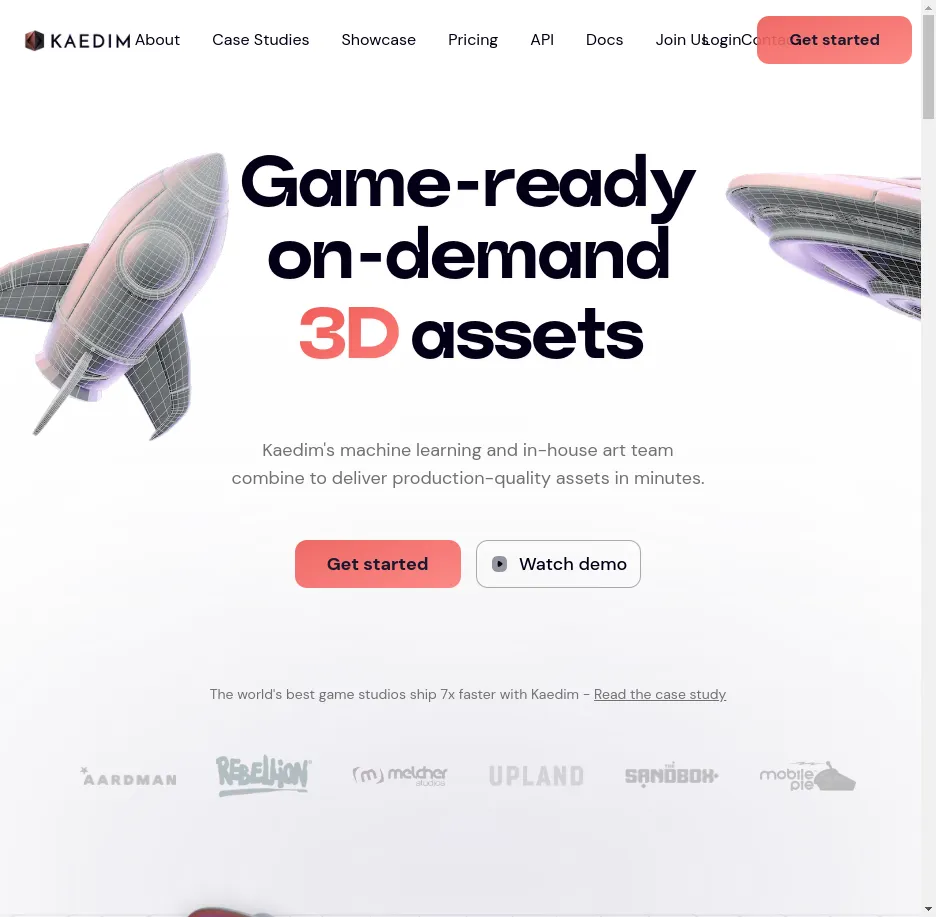 KAEDIM
About
Case Studies
Showcase
Pricing
API
Docs
Join Us
Login
Get started
Game-ready
on-demand
3D assets
Kaedim's machine learning and in-house art team
combine to deliver production-quality assets in minutes.
Get started
Watch demo
The world's best game studios ship 7x faster with Kaedim - Read the case study
AARDMAN
REBELLION
(m) meldher studios
UPLAND
THE SANDBOX
mobile
pie